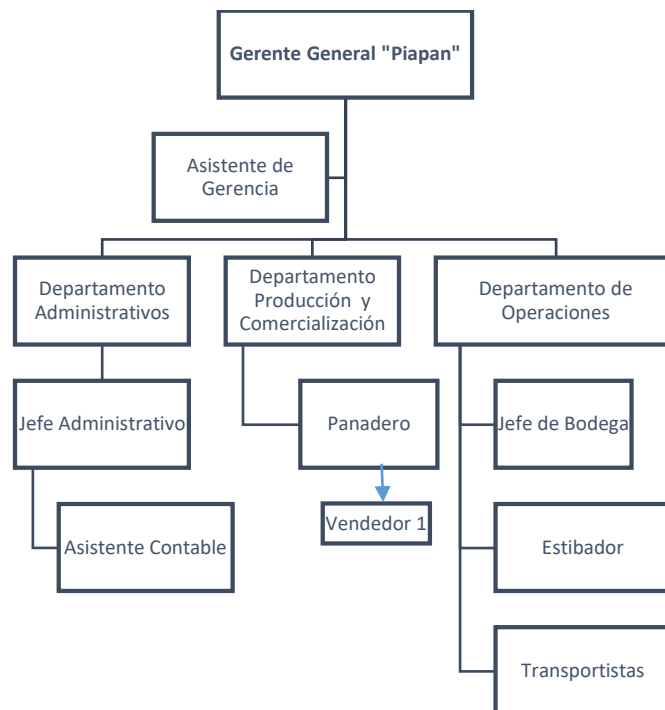 Gerente General "Piapan"
Asistente de
Gerencia
Departamento
Administrativos
Departamento
Producción y
Comercialización
Departamento de
Operaciones
Jefe Administrativo
Panadero
Jefe de Bodega
Asistente Contable
Vendedor 1
Estibador
Transportistas